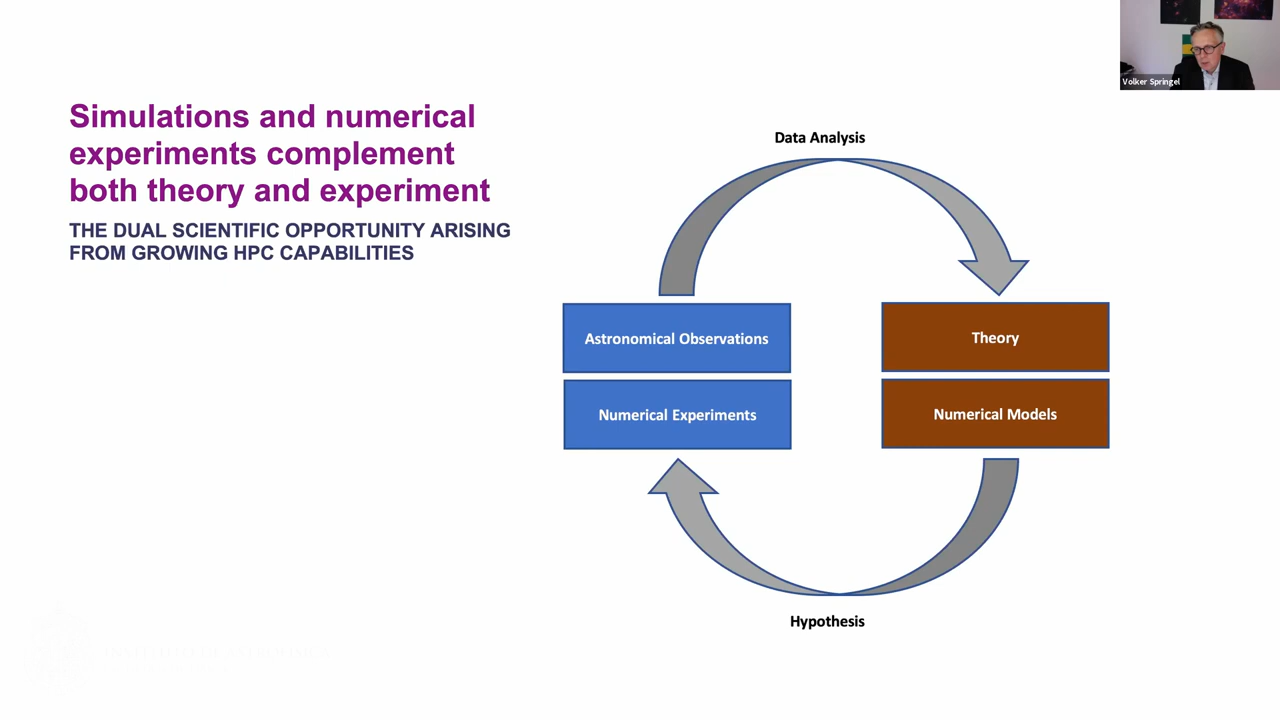 Volker Springel
Simulations and numerical
experiments complement
both theory and experiment
THE DUAL SCIENTIFIC OPPORTUNITY ARISING
FROM GROWING HPC CAPABILITIES
Data Analysis
Astronomical Observations
Theory
Numerical Experiments
Numerical Models
Hypothesis